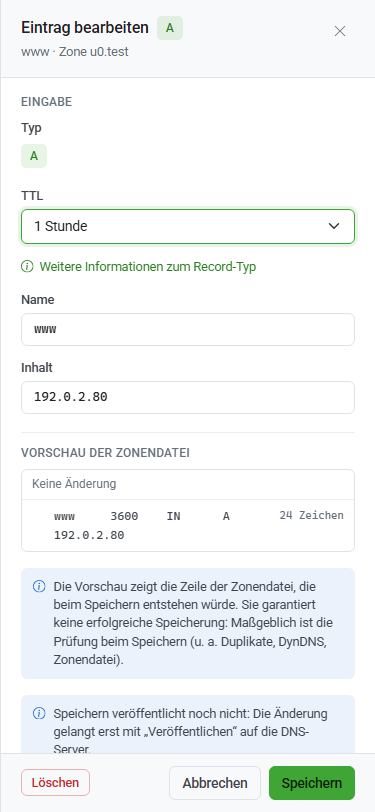 Eintrag bearbeiten A
www · Zone u0.test
EINGABE
Typ
A
TTL
1 Stunde
Weitere Informationen zum Record-Typ
Name
www
Inhalt
192.0.2.80
VORSCHAU DER ZONENDATEI
Keine Änderung
www 3600 IN A 24 Zeichen
192.0.2.80
Die Vorschau zeigt die Zeile der Zonendatei, die
beim Speichern entstehen würde. Sie garantiert
keine erfolgreiche Speicherung: Maßgeblich ist die
Prüfung beim Speichern (u. a. Duplikate, DynDNS,
Zonendatei).
Speichern veröffentlicht noch nicht: Die Änderung
gelangt erst mit „Veröffentlichen“ auf die DNS-
Server.
Löschen Abbrechen Speichern